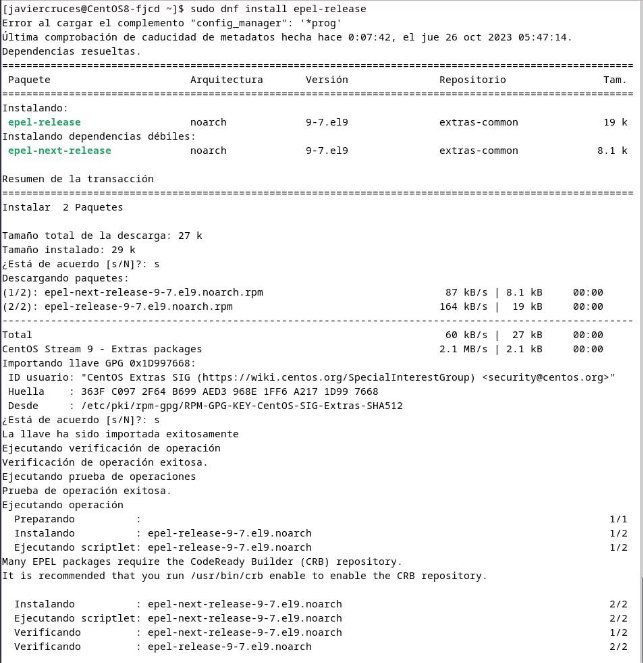 [javiercruces@CentOS8-fjcd ~]$ sudo dnf install epel-release
Error al cargar el complemento "config_manager": '*prog'
Última comprobación de caducidad de metadatos hecha hace 0:07:42, el jue 26 oct 2023 05:47:14.
Dependencias resueltas.
================================================================================
Paquete Arquitectura Versión Repositorio Tam.
================================================================================
Instalando:
epel-release noarch 9-7.el9 extras-common 19 k
Instalando dependencias débiles:
epel-next-release noarch 9-7.el9 extras-common 8.1 k
Resumen de la transacción
================================================================================
Instalar 2 Paquetes
Tamaño total de la descarga: 27 k
Tamaño instalado: 29 k
¿Está de acuerdo [s/N]?: s
Descargando paquetes:
(1/2): epel-next-release-9-7.el9.noarch.rpm 87 kB/s | 8.1 kB 00:00
(2/2): epel-release-9-7.el9.noarch.rpm 164 kB/s | 19 kB 00:00
--------------------------------------------------------------------------------
Total 60 kB/s | 27 kB 00:00
CentOS Stream 9 - Extras packages 2.1 MB/s | 2.1 kB 00:00
Importando llave GPG 0x1D997668:
ID usuario: "CentOS Extras SIG (https://wiki.centos.org/SpecialInterestGroup) <security@centos.org>"
Huella : 363F C097 2F64 B699 AED3 968E 1FF6 A217 1D99 7668
Desde : /etc/pki/rpm-gpg/RPM-GPG-KEY-CentOS-SIG-Extras-SHA512
¿Está de acuerdo [s/N]?: s
La llave ha sido importada exitosamente
Ejecutando verificación de operación
Verificación de operación exitosa.
Ejecutando prueba de operaciones
Prueba de operación exitosa.
Ejecutando operación
Preparando : 1/1
Instalando : epel-release-9-7.el9.noarch 1/2
Ejecutando scriptlet: epel-release-9-7.el9.noarch 1/2
Many EPEL packages require the CodeReady Builder (CRB) repository.
It is recommended that you run /usr/bin/crb enable to enable the CRB repository.
Instalando : epel-next-release-9-7.el9.noarch 2/2
Ejecutando scriptlet: epel-next-release-9-7.el9.noarch 2/2
Verificando : epel-next-release-9-7.el9.noarch 1/2
Verificando : epel-release-9-7.el9.noarch 2/2